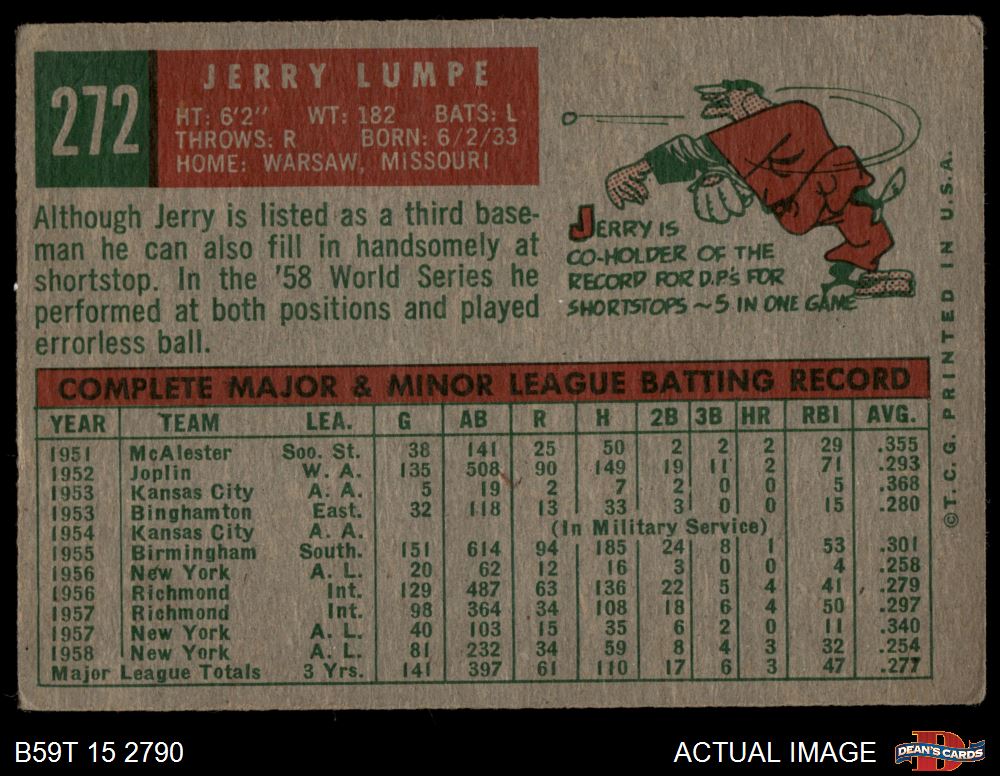 272
JERRY LUMPE
HT: 6'2" WT: 182 BATS: L
THROWS: R BORN: 6/2/33
HOME: WARSAW, MISSOURI
Although Jerry is listed as a third base-
man he can also fill in handsomely at
shortstop. In the '58 World Series he
performed at both positions and played
errorless ball.
JERRY IS
CO-HOLDER OF THE
RECORD FOR D.P.'s FOR
SHORTSTOPS ~ 5 IN ONE GAME
©T. C. G. PRINTED IN U.S.A.
COMPLETE MAJOR & MINOR LEAGUE BATTING RECORD
YEAR TEAM LEA. G AB R H 2B 3B HR RBI AVG.
1951 McAlester Soo. St. 38 141 25 50 2 2 2 29 .355
1952 Joplin W. A. 135 508 90 149 19 11 2 71 .293
1953 Kansas City A. A. 5 19 2 7 2 0 0 5 .368
1953 Binghamton East. 32 118 13 33 3 0 0 15 .280
1954 Kansas City A. A. (In Military Service)
1955 Birmingham South. 151 614 94 185 24 8 1 53 .301
1956 New York A. L. 20 62 12 16 3 0 0 4 .258
1956 Richmond Int. 129 487 63 136 22 5 4 41 .279
1957 Richmond Int. 98 364 34 108 18 6 4 50 .297
1957 New York A. L. 40 103 15 35 6 2 0 11 .340
1958 New York A. L. 81 232 34 59 8 4 3 32 .254
Major League Totals 3 Yrs. 141 397 61 110 17 6 3 47 .277
B59T 15 2790
ACTUAL IMAGE
D
DEAN'S CARDS